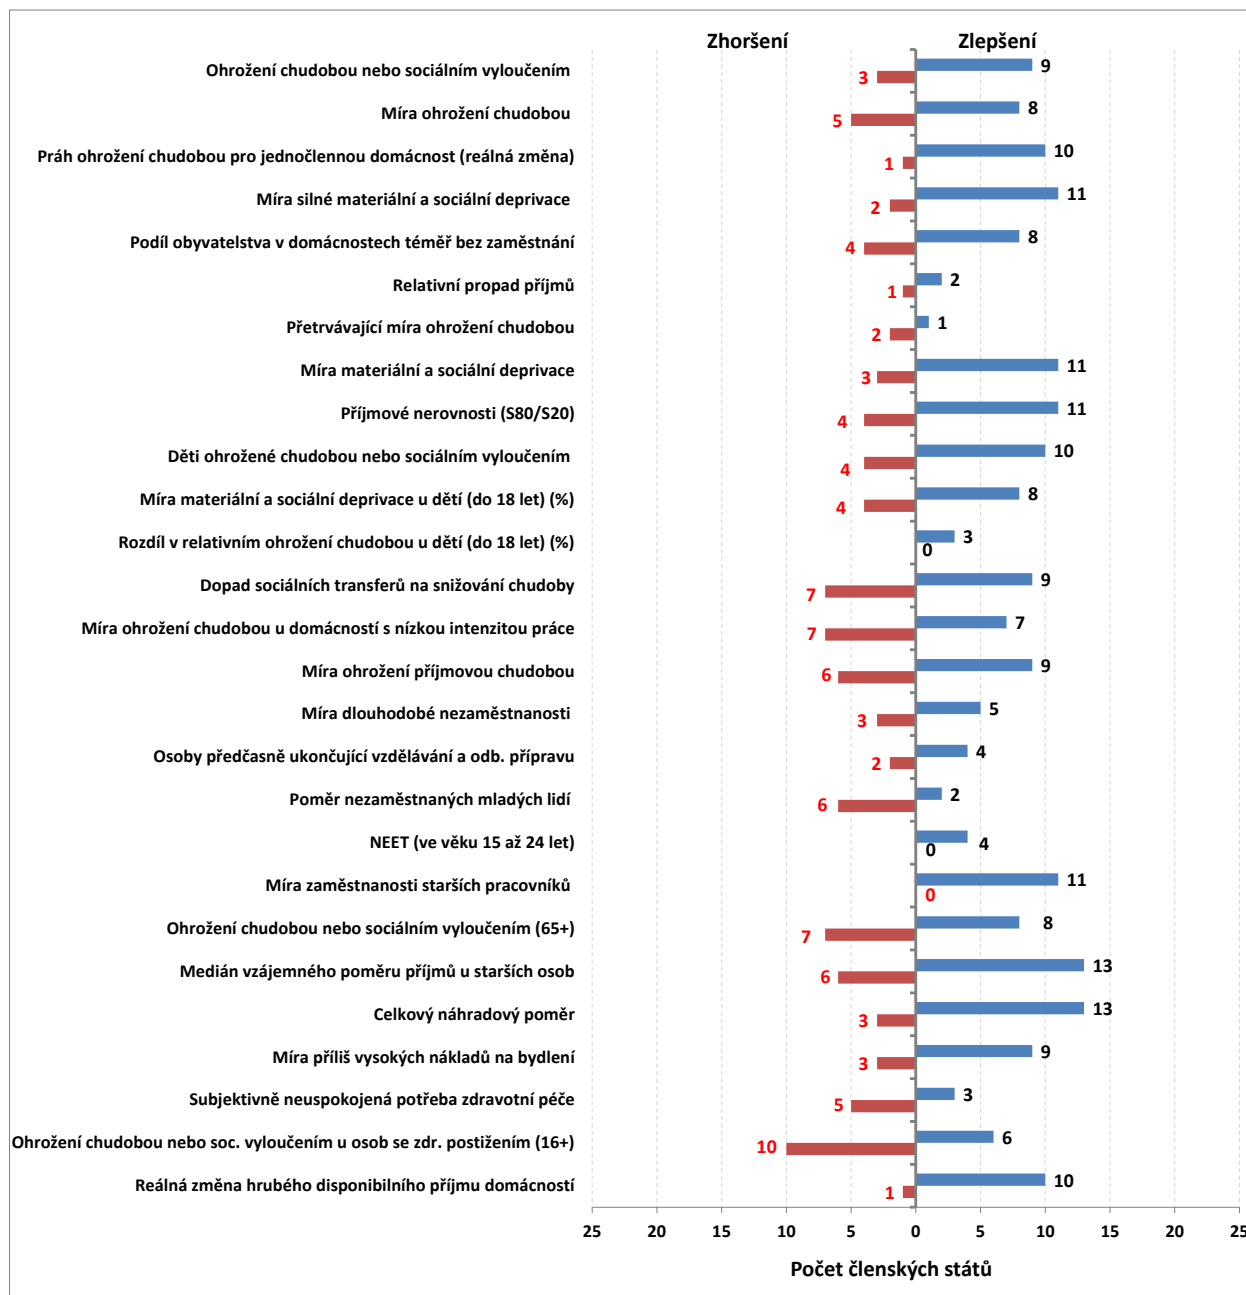 Zhoršení Zlepšení
Ohrožení chudobou nebo sociálním vyloučením 3 9
Míra ohrožení chudobou 5 8
Práh ohrožení chudobou pro jednočlennou domácnost (reálná změna) 1 10
Míra silné materiální a sociální deprivace 2 11
Podíl obyvatelstva v domácnostech téměř bez zaměstnání 4 8
Relativní propad příjmů 1 2
Přetrvávající míra ohrožení chudobou 2 1
Míra materiální a sociální deprivace 3 11
Příjmové nerovnosti (S80/S20) 4 11
Děti ohrožené chudobou nebo sociálním vyloučením 4 10
Míra materiální a sociální deprivace u dětí (do 18 let) (%) 4 8
Rozdíl v relativním ohrožení chudobou u dětí (do 18 let) (%) 0 3
Dopad sociálních transferů na snižování chudoby 7 9
Míra ohrožení chudobou u domácností s nízkou intenzitou práce 7 7
Míra ohrožení příjmovou chudobou 6 9
Míra dlouhodobé nezaměstnanosti 3 5
Osoby předčasně ukončující vzdělávání a odb. přípravu 2 4
Poměr nezaměstnaných mladých lidí 6 2
NEET (ve věku 15 až 24 let) 0 4
Míra zaměstnanosti starších pracovníků 0 11
Ohrožení chudobou nebo sociálním vyloučením (65+) 7 8
Medián vzájemného poměru příjmů u starších osob 6 13
Celkový náhradový poměr 3 13
Míra příliš vysokých nákladů na bydlení 3 9
Subjektivně neuspokojená potřeba zdravotní péče 5 3
Ohrožení chudobou nebo soc. vyloučením u osob se zdr. postižením (16+) 10 6
Reálná změna hrubého disponibilního příjmu domácností 1 10
25 20 15 10 5 0 5 10 15 20 25
Počet členských států